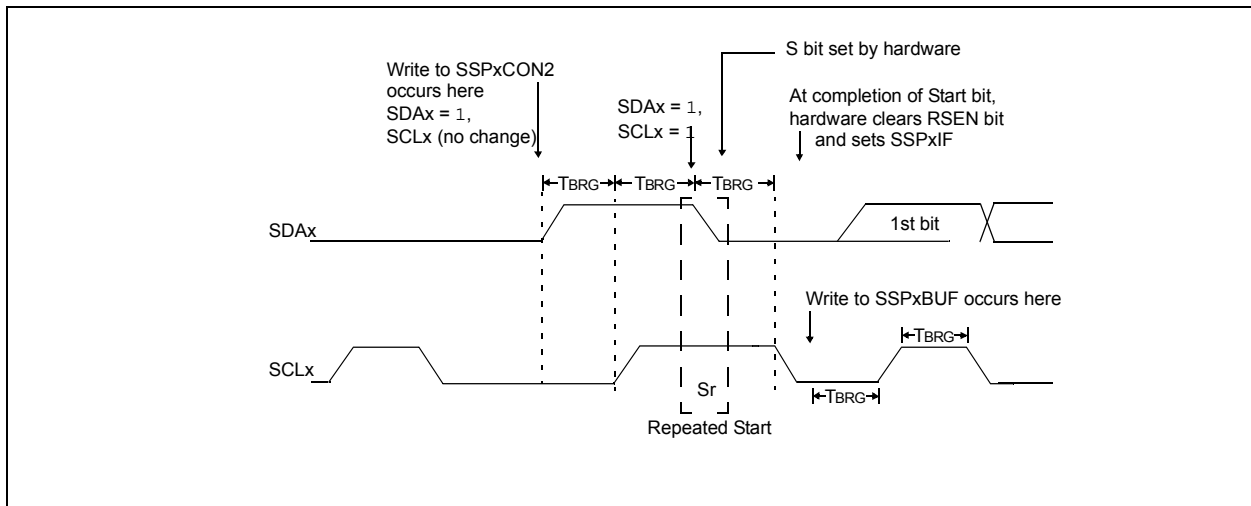 S bit set by hardware
Write to SSPxCON2
occurs here
SDAx = 1,
SCLx (no change)
SDAx = 1,
SCLx = 1
At completion of Start bit,
hardware clears RSEN bit
and sets SSPxIF
TBRG TBRG TBRG
SDAx
1st bit
Write to SSPxBUF occurs here
SCLx
TBRG
TBRG
Sr
Repeated Start